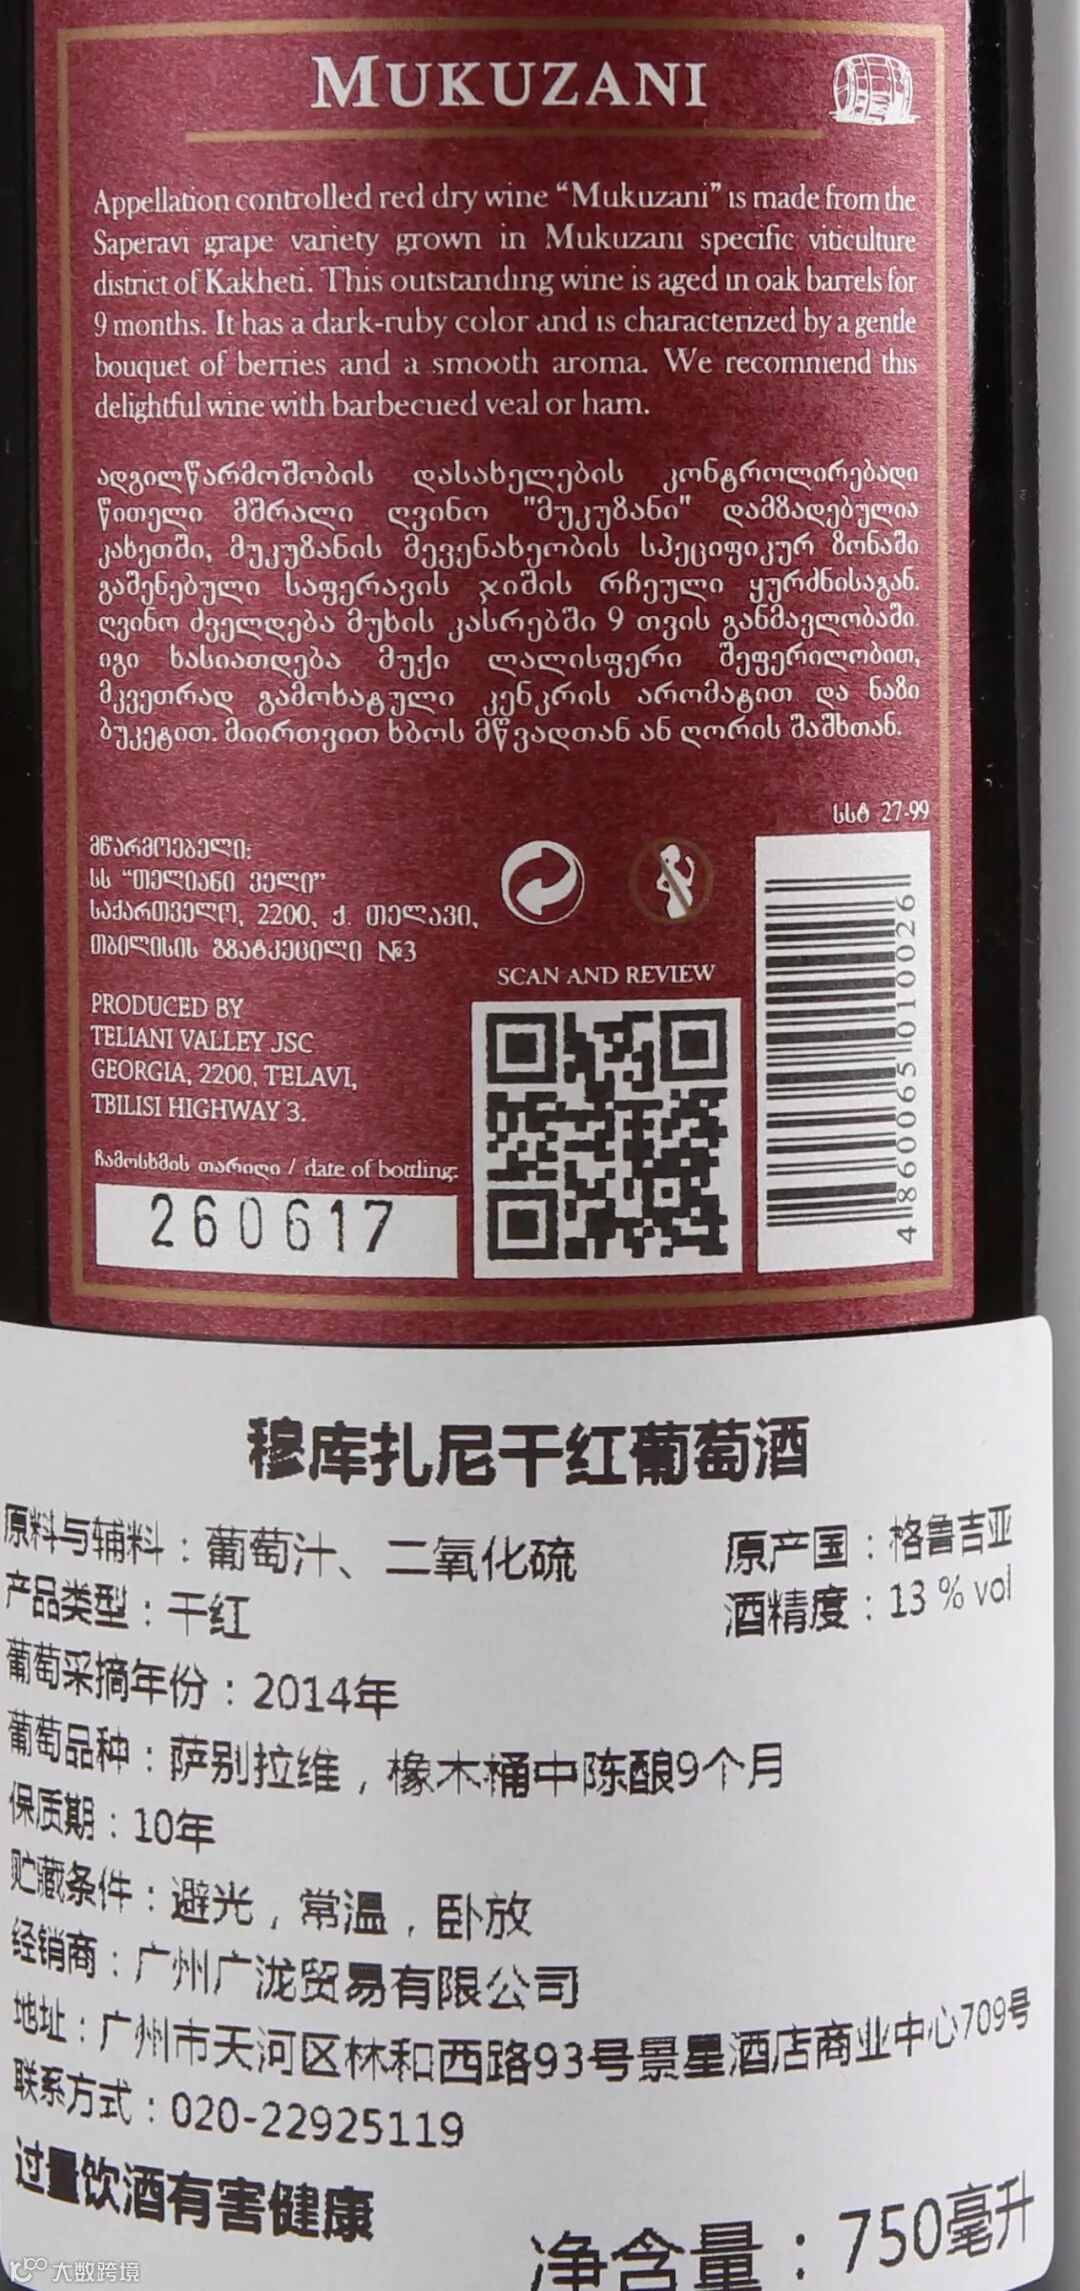 MUKUZANI
Appellation controlled red dry wine “Mukuzani” is made from the
Saperavi grape variety grown in Mukuzani specific viticulture
district of Kakheti. This outstanding wine is aged in oak barrels for
9 months. It has a dark-ruby color and is characterized by a gentle
bouquet of berries and a smooth aroma. We recommend this
delightful wine with barbecued veal or ham.
ადგილწარმოშობის დასახელების კონტროლირებადი
წითელი მშრალი ღვინო "მუკუზანი" დამზადებულია
კახეთში, მუკუზანის მევენახეობის სპეციფიკურ ზონაში
გაშენებული საფერავის ჯიშის რჩეული ყურძნისაგან.
ღვინო ძველდება მუხის კასრებში 9 თვის განმავლობაში.
იგი ხასიათდება მუქი ლალისფერი შეფერილობით,
მკვეთრად გამოხატული კენკრის არომატით და ნაზი
ბუკეტით. მიირთვით ხბოს მწვადთან ან ღორის შაშხთან.
სსტ 27-99
მწარმოებელი:
სს “თელიანი ველი”
საქართველო, 2200, ქ. თელავი,
თბილისის გზატკეცილი №3
SCAN AND REVIEW
PRODUCED BY
TELIANI VALLEY JSC
GEORGIA, 2200, TELAVI,
TBILISI HIGHWAY 3.
ჩამოსხმის თარიღი / date of bottling:
260617
4860065010026
穆库扎尼干红葡萄酒
原料与辅料：葡萄汁、二氧化硫
原产国：格鲁吉亚
产品类型：干红
酒精度：13 % vol
葡萄采摘年份：2014年
葡萄品种：萨别拉维，橡木桶中陈酿9个月
保质期：10年
贮藏条件：避光，常温，卧放
经销商：广州广泷贸易有限公司
地址：广州市天河区林和西路93号景星酒店商业中心709号
联系方式：020-22925119
过量饮酒有害健康
净含量：750毫升
大数跨境